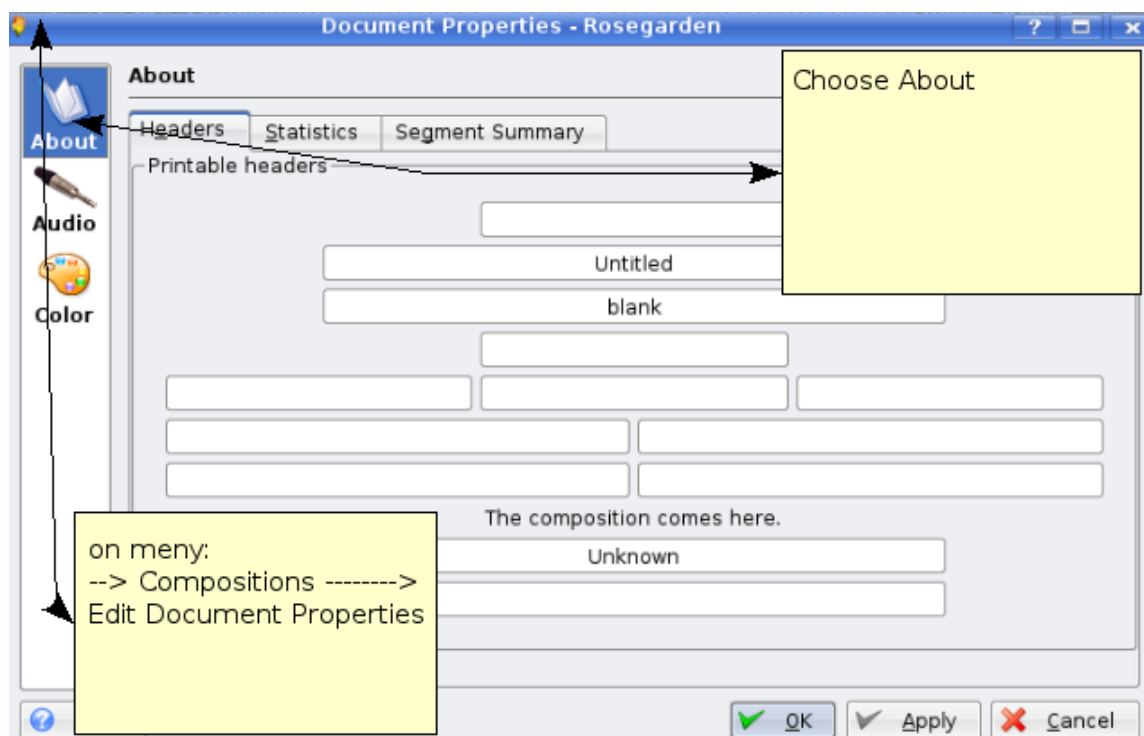 Document Properties - Rosegarden
About
Choose About
About
Headers Statistics Segment Summary
Printable headers
Audio
Untitled
blank
Color
The composition comes here.
Unknown
on meny:
--> Compositions -------->
Edit Document Properties
OK Apply Cancel